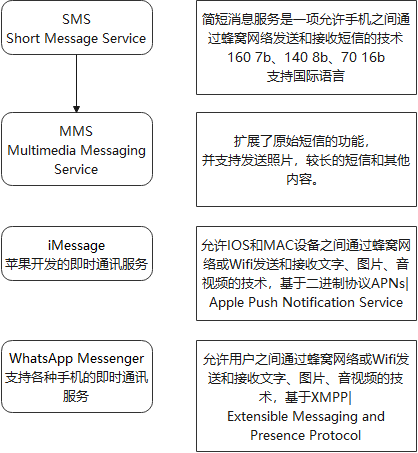 SMS
Short Message Service
简短消息服务是一项允许手机之间通
过蜂窝网络发送和接收短信的技术
160 7b、140 8b、70 16b
支持国际语言
MMS
Multimedia Messaging
Service
扩展了原始短信的功能，
并支持发送照片，较长的短信和其他
内容。
iMessage
苹果开发的即时通讯服务
允许IOS和MAC设备之间通过蜂窝网
络或Wifi发送和接收文字、图片、音
视频的技术，基于二进制协议APNs|
Apple Push Notification Service
WhatsApp Messenger
支持各种手机的即时通讯
服务
允许用户之间通过蜂窝网络或Wifi发
送和接收文字、图片、音视频的技
术，基于XMPP|
Extensible Messaging and
Presence Protocol